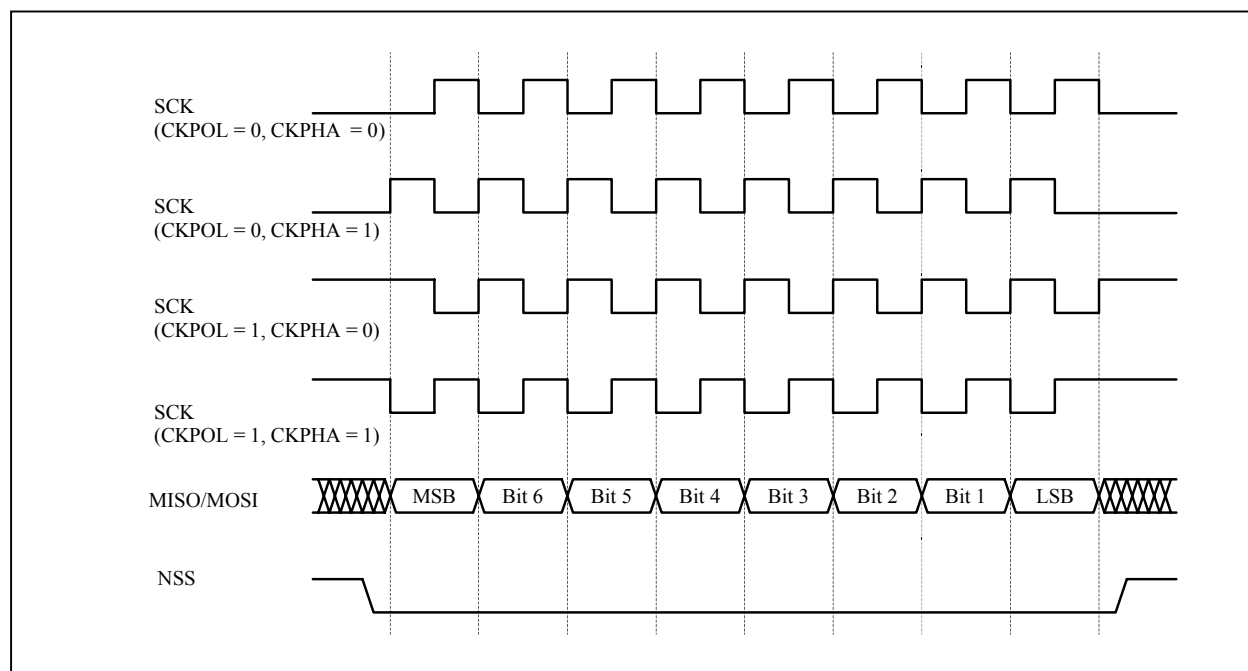 SCK
(CKPOL = 0, CKPHA = 0)
SCK
(CKPOL = 0, CKPHA = 1)
SCK
(CKPOL = 1, CKPHA = 0)
SCK
(CKPOL = 1, CKPHA = 1)
MISO/MOSI MSB Bit 6 Bit 5 Bit 4 Bit 3 Bit 2 Bit 1 LSB
NSS